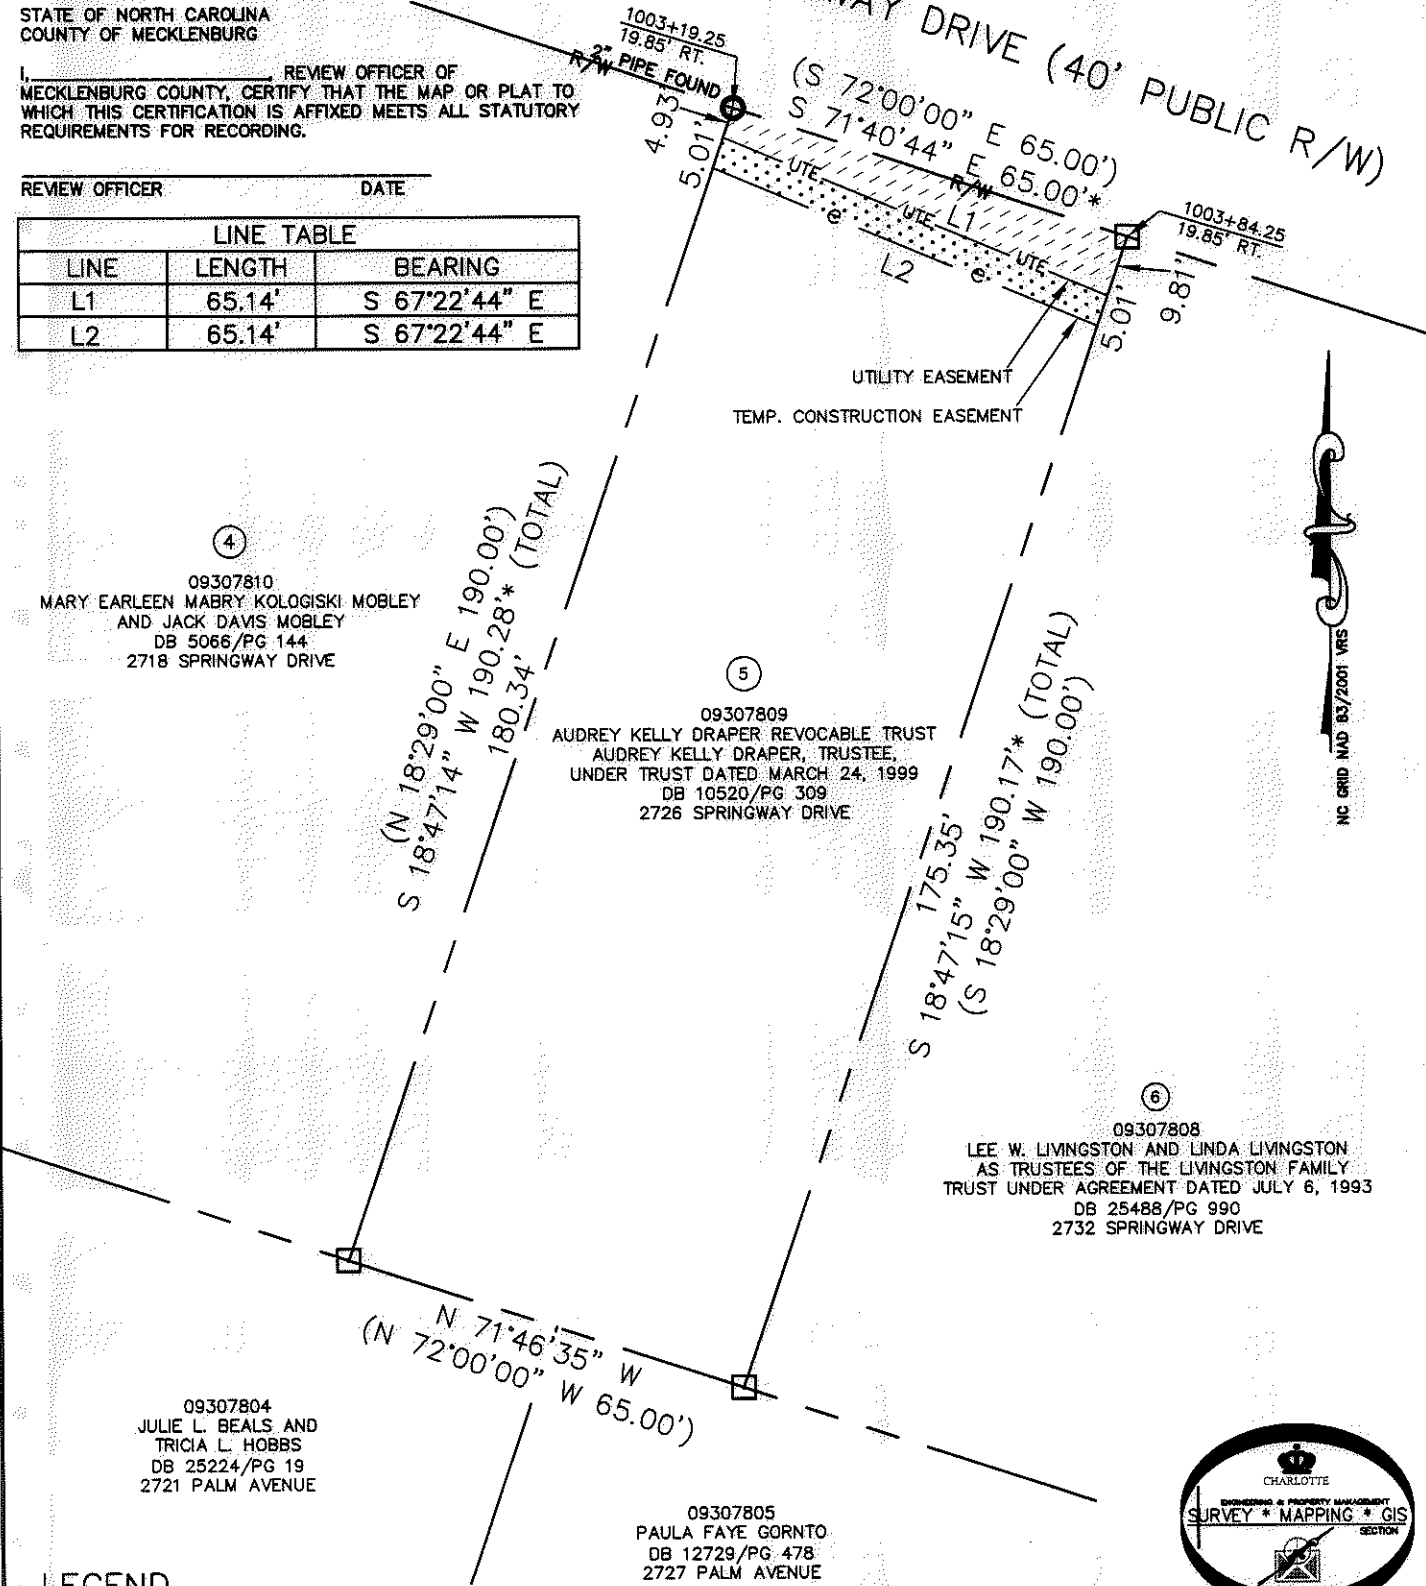 STATE OF NORTH CAROLINA
COUNTY OF MECKLENBURG
I, REVIEW OFFICER OF
MECKLENBURG COUNTY, CERTIFY THAT THE MAP OR PLAT TO
WHICH THIS CERTIFICATION IS AFFIXED MEETS ALL STATUTORY
REQUIREMENTS FOR RECORDING.
REVIEW OFFICER DATE
LINE TABLE
LINE LENGTH BEARING
L1 65.14' S 67°22'44" E
L2 65.14' S 67°22'44" E
DRIVE (40' PUBLIC R/W)
1003+19.25
19.85' RT.
2" PIPE FOUND
R/W
4.93'
5.01'
(S 72°00'00" E 65.00')
S 71°40'44" E 65.00'*
R/W
UTE
UTE
L1
UTE
e
L2
e
1003+84.25
19.85' RT.
5.01'
9.81'
UTILITY EASEMENT
TEMP. CONSTRUCTION EASEMENT
NC GRID NAD 83/2001 VRS
4
09307810
MARY EARLEEN MABRY KOLOGISKI MOBLEY
AND JACK DAVIS MOBLEY
DB 5066/PG 144
2718 SPRINGWAY DRIVE
(N 18°29'00" E 190.00')
S 18°47'14" W 190.28'* (TOTAL)
180.34'
5
09307809
AUDREY KELLY DRAPER REVOCABLE TRUST
AUDREY KELLY DRAPER, TRUSTEE,
UNDER TRUST DATED MARCH 24, 1999
DB 10520/PG 309
2726 SPRINGWAY DRIVE
175.35'
S 18°47'15" W 190.17'* (TOTAL)
(S 18°29'00" W 190.00')
6
09307808
LEE W. LIVINGSTON AND LINDA LIVINGSTON
AS TRUSTEES OF THE LIVINGSTON FAMILY
TRUST UNDER AGREEMENT DATED JULY 6, 1993
DB 25488/PG 990
2732 SPRINGWAY DRIVE
N 71°46'35" W
(N 72°00'00" W 65.00')
09307804
JULIE L. BEALS AND
TRICIA L. HOBBS
DB 25224/PG 19
2721 PALM AVENUE
09307805
PAULA FAYE GORNTO
DB 12729/PG 478
2727 PALM AVENUE
CHARLOTTE
ENGINEERING & PROPERTY MANAGEMENT
SURVEY * MAPPING * GIS
SECTION
LEGEND